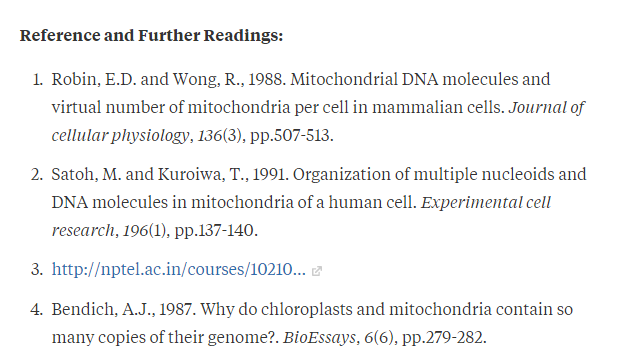 Reference and Further Readings:
1. Robin, E.D. and Wong, R., 1988. Mitochondrial DNA molecules and
virtual number of mitochondria per cell in mammalian cells. Journal of
cellular physiology, 136(3), pp.507-513.
2. Satoh, M. and Kuroiwa, T., 1991. Organization of multiple nucleoids and
DNA molecules in mitochondria of a human cell. Experimental cell
research, 196(1), pp.137-140.
3. http://nptel.ac.in/courses/10210...
4. Bendich, A.J., 1987. Why do chloroplasts and mitochondria contain so
many copies of their genome?. BioEssays, 6(6), pp.279-282.